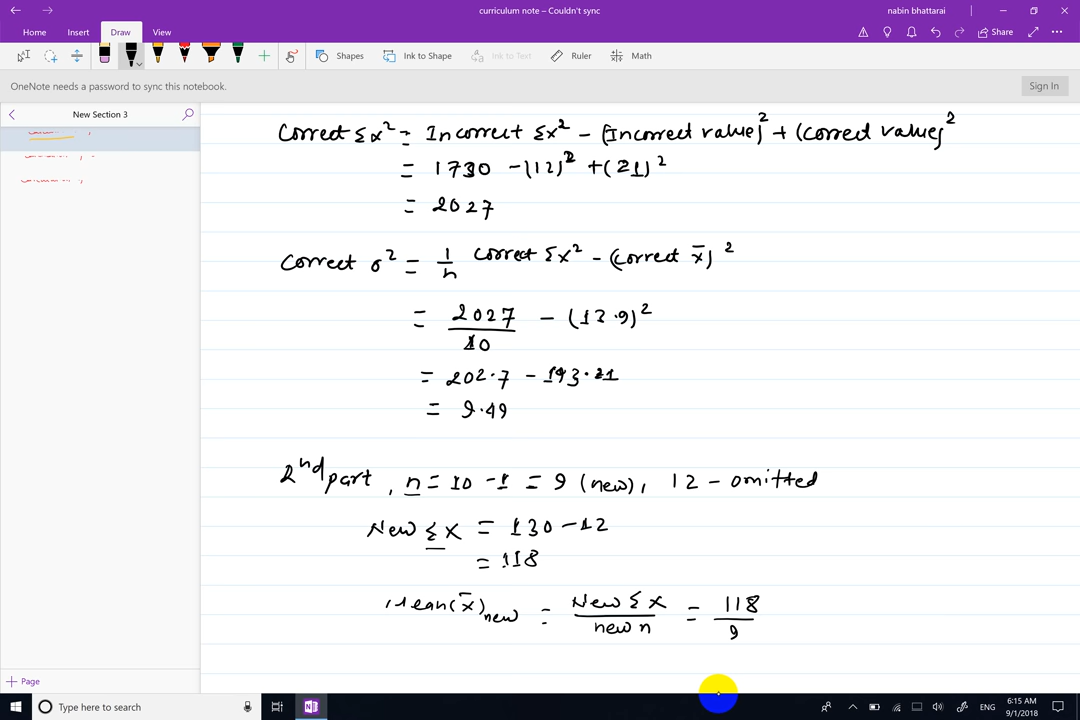 curriculum note – Couldn't sync
nabin bhattarai
Home Insert Draw View
Share
Shapes Ink to Shape Ink to Text Ruler Math
OneNote needs a password to sync this notebook.
Sign In
New Section 3
Correct Σx² = Incorrect Σx² - (Incorrect value)² + (correct value)²
= 1730 - (12)² + (21)²
= 2027
Correct σ² = 1/n correct Σx² - (correct x̄)²
= 2027/10 - (13.9)²
= 202.7 - 193.21
= 9.49
2nd part, n = 10 - 1 = 9 (new), 12 - omitted
New Σx = 130 - 12
= 118
Mean(x̄)new = New Σx/new n = 118/9
+ Page
Type here to search
ENG
6:15 AM
9/1/2018